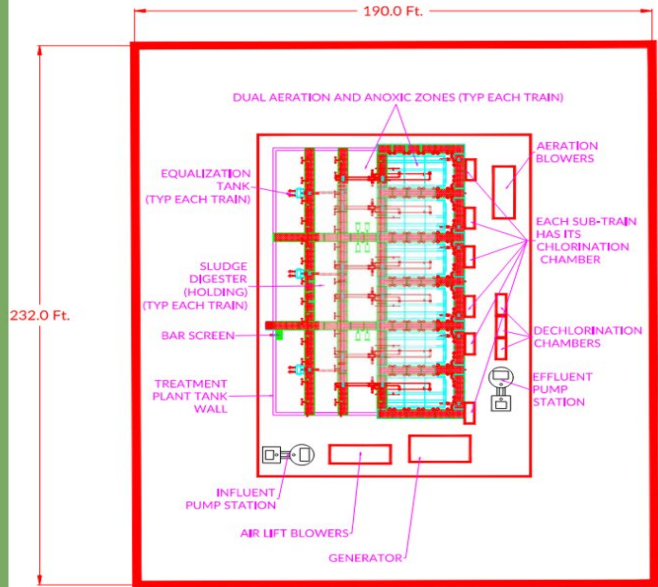 190.0 Ft.
232.0 Ft.
DUAL AERATION AND ANOXIC ZONES (TYP EACH TRAIN)
EQUALIZATION
TANK
(TYP EACH TRAIN)
AERATION
BLOWERS
EACH SUB-TRAIN
HAS ITS
CHLORINATION
CHAMBER
SLUDGE
DIGESTER
(HOLDING)
(TYP EACH TRAIN)
BAR SCREEN
DECHLORINATION
CHAMBERS
TREATMENT
PLANT TANK
WALL
EFFLUENT
PUMP
STATION
INFLUENT
PUMP STATION
AIR LIFT BLOWERS
GENERATOR